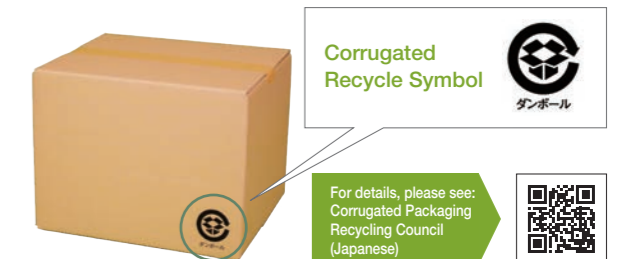 Corrugated
Recycle Symbol
ダンボール
For details, please see:
Corrugated Packaging
Recycling Council
(Japanese)
ダンボール